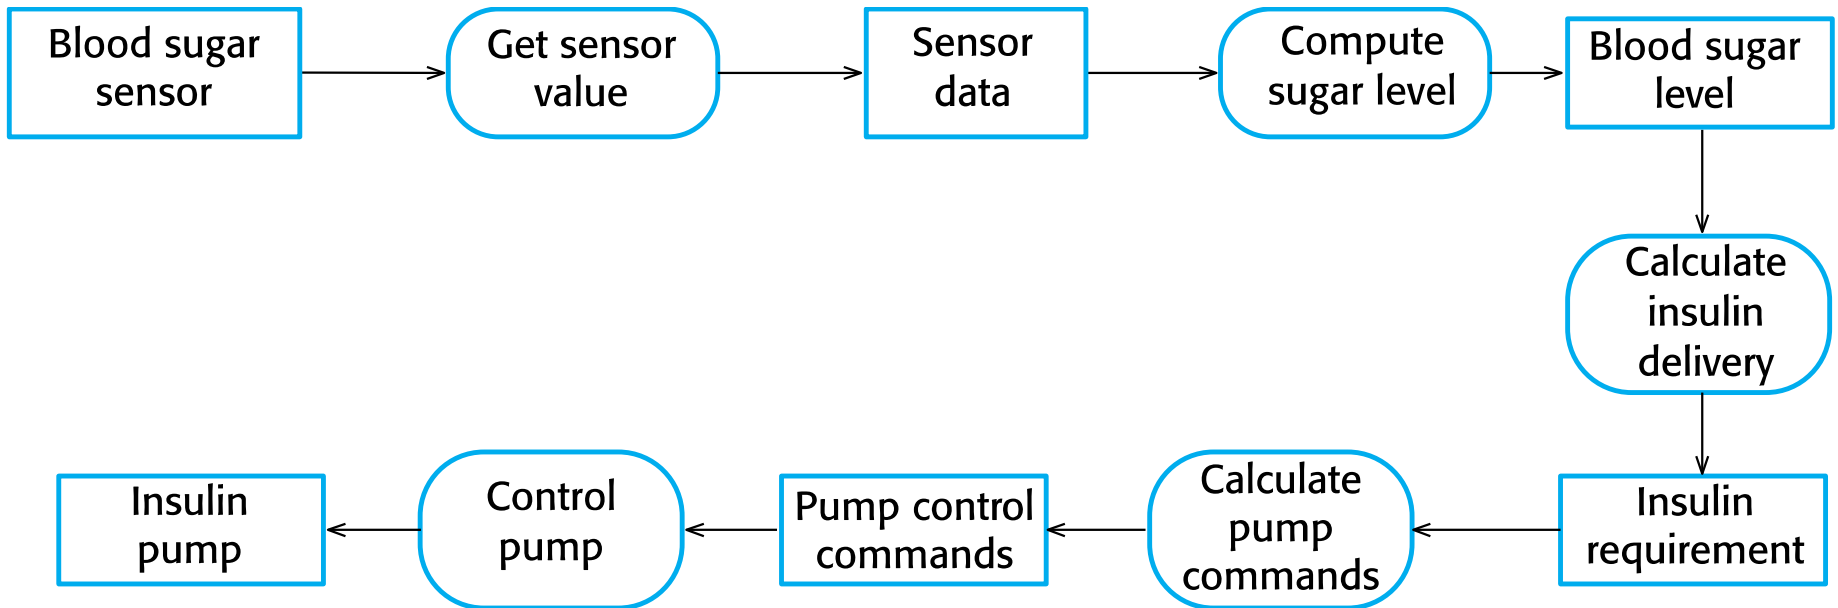 Blood sugar
sensor
Get sensor
value
Sensor
data
Compute
sugar level
Blood sugar
level
Calculate
insulin
delivery
Insulin
requirement
Calculate
pump
commands
Pump control
commands
Control
pump
Insulin
pump